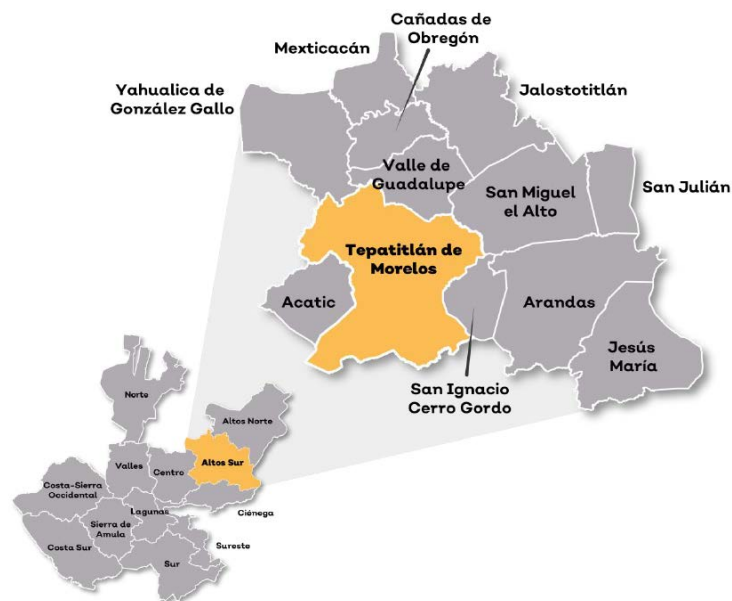 Cañadas de
Obregón
Mexticacán
Yahualica de
González Gallo
Jalostotitlán
Valle de
Guadalupe
San Miguel
el Alto
San Julián
Tepatitlán de
Morelos
Acatic
Arandas
Jesús
María
San Ignacio
Cerro Gordo
Norte
Altos Norte
Altos Sur
Valles
Centro
Costa-Sierra
Occidental
Lagunas
Ciénega
Sierra de
Amula
Costa Sur
Sureste
Sur